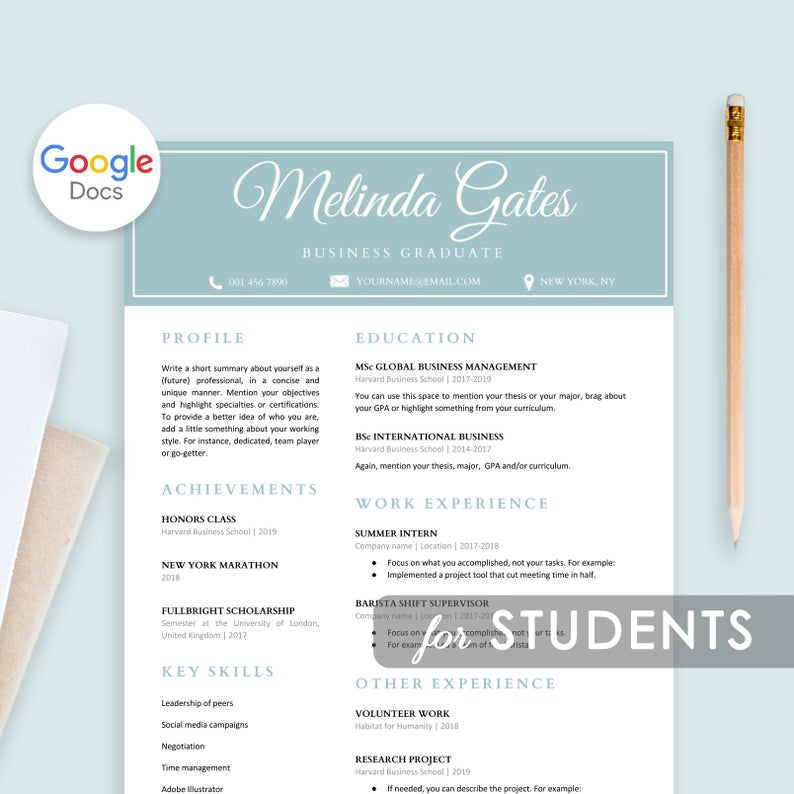 Google
Docs
Melinda Gates
BUSINESS GRADUATE
001 456 7890
YOURNAME@EMAIL.COM
NEW YORK, NY
PROFILE
Write a short summary about yourself as a
(future) professional, in a concise and
unique manner. Mention your objectives
and highlight specialties or certifications.
To provide a better idea of who you are,
add a little something about your working
style. For instance, dedicated, team player
or go-getter.
ACHIEVEMENTS
HONORS CLASS
Harvard Business School | 2019
NEW YORK MARATHON
2018
FULLBRIGHT SCHOLARSHIP
Semester at the University of London,
United Kingdom | 2017
KEY SKILLS
Leadership of peers
Social media campaigns
Negotiation
Time management
Adobe Illustrator
EDUCATION
MSc GLOBAL BUSINESS MANAGEMENT
Harvard Business School | 2017-2019
You can use this space to mention your thesis or your major, brag about
your GPA or highlight something from your curriculum.
BSc INTERNATIONAL BUSINESS
Harvard Business School | 2014-2017
Again, mention your thesis, major, GPA and/or curriculum.
WORK EXPERIENCE
SUMMER INTERN
Company name | Location | 2017-2018
• Focus on what you accomplished, not your tasks. For example:
• Implemented a project tool that cut meeting time in half.
BARISTA SHIFT SUPERVISOR
Company name | Location | 2017
• Focus on what you accomplished, not your tasks.
• For example
for STUDENTS
OTHER EXPERIENCE
VOLUNTEER WORK
Habitat for Humanity | 2018
RESEARCH PROJECT
Harvard Business School | 2019
• If needed, you can describe the project. For example: